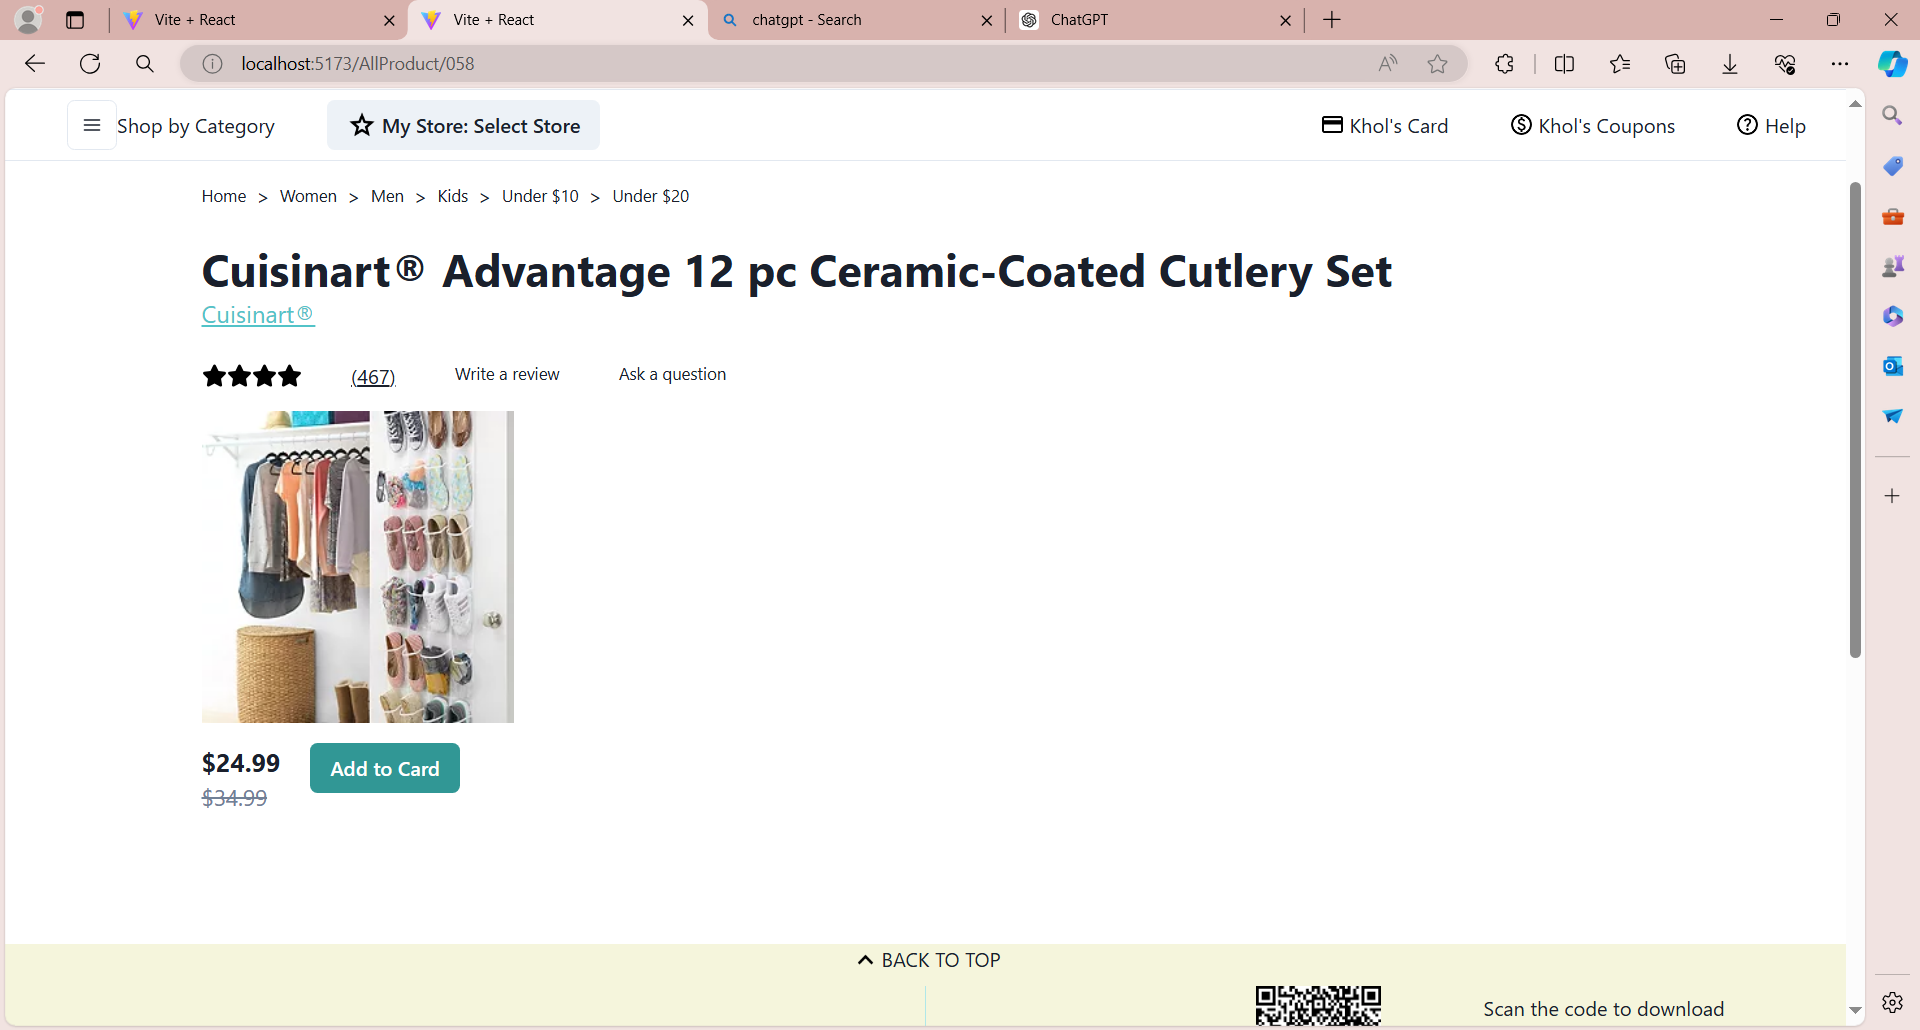 Vite + React
Vite + React
chatgpt - Search
ChatGPT
localhost:5173/AllProduct/058
Shop by Category
My Store: Select Store
Khol's Card
Khol's Coupons
Help
Home > Women > Men > Kids > Under $10 > Under $20
Cuisinart® Advantage 12 pc Ceramic-Coated Cutlery Set
Cuisinart®
(467)
Write a review
Ask a question
$24.99
Add to Card
$34.99
BACK TO TOP
Scan the code to download